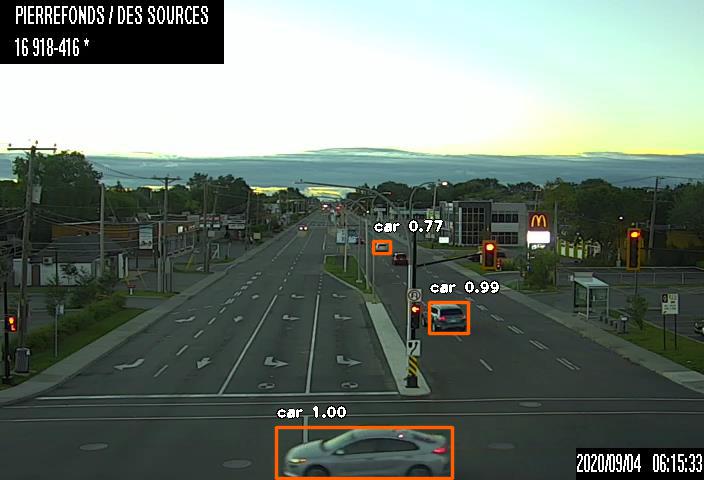 PIERREFONDS / DES SOURCES
16 918-416 *
car 0.77
car 0.99
car 1.00
2020/09/04 06:15:33